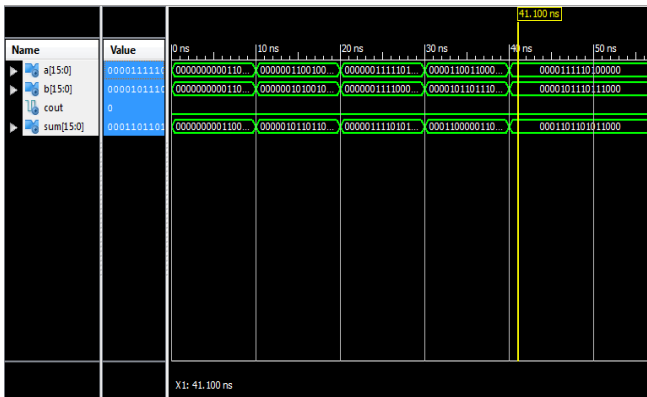 41.100 ns
Name Value 0 ns 10 ns 20 ns 30 ns 40 ns 50 ns
a[15:0] 000011111( 0000000000110... 0000001100100... 0000001111101... 0000110011000... 0000111110100000
b[15:0] 000010111( 0000000000110... 0000001010010... 0000001111000... 0000101101110... 0000101110111000
cout 0
sum[15:0] 0001101101 0000000001100... 0000010110110... 0000011110101... 0001100000110... 0001101101011000
X1: 41.100 ns